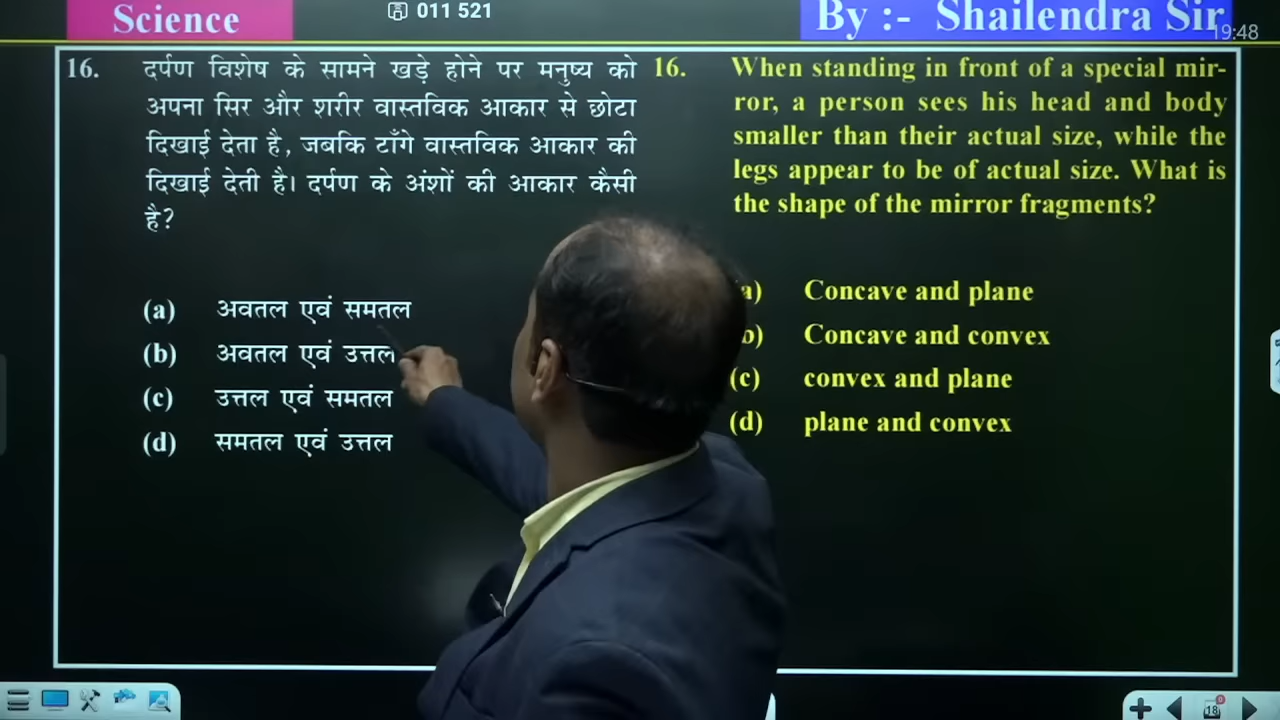 Science
011 521
By :- Shailendra Sir
19:48
16.
दर्पण विशेष के सामने खड़े होने पर मनुष्य को
अपना सिर और शरीर वास्तविक आकार से छोटा
दिखाई देता है, जबकि टाँगे वास्तविक आकार की
दिखाई देती है। दर्पण के अंशों की आकार कैसी
है?
(a) अवतल एवं समतल
(b) अवतल एवं उत्तल
(c) उत्तल एवं समतल
(d) समतल एवं उत्तल
16.
When standing in front of a special mir-
ror, a person sees his head and body
smaller than their actual size, while the
legs appear to be of actual size. What is
the shape of the mirror fragments?
a) Concave and plane
b) Concave and convex
(c) convex and plane
(d) plane and convex
18